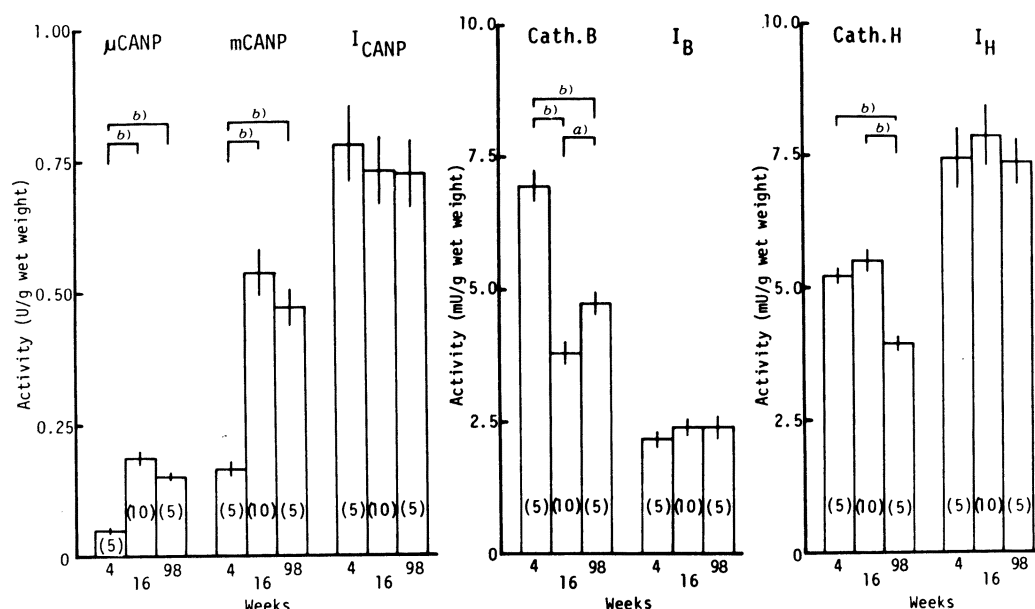 μCANP mCANP I CANP
Activity (U/g wet weight)
1.00
0.75
0.50
0.25
0
b)
b)
b)
b)
(5) (10) (5) (5) (10) (5) (5) (10) (5)
4 16 98 4 16 98 4 16 98
Weeks
Cath.B I B
Activity (mU/g wet weight)
10.0
7.5
5.0
2.5
0
b)
b)
a)
(5) (10) (5) (5) (10) (5)
4 16 98 4 16 98
Weeks
Cath.H I H
Activity (mU/g wet weight)
10.0
7.5
5.0
2.5
0
b)
b)
(5) (10) (5) (5) (10) (5)
4 16 98 4 16 98
Weeks